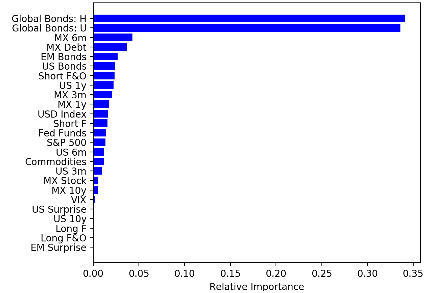 Global Bonds: H
Global Bonds: U
MX 6m
MX Debt
EM Bonds
US Bonds
Short F&O
US 1y
MX 3m
MX 1y
USD Index
Short F
Fed Funds
S&P 500
US 6m
Commodities
US 3m
MX Stock
MX 10y
VIX
US Surprise
US 10y
Long F
Long F&O
EM Surprise
0.00 0.05 0.10 0.15 0.20 0.25 0.30 0.35
Relative Importance